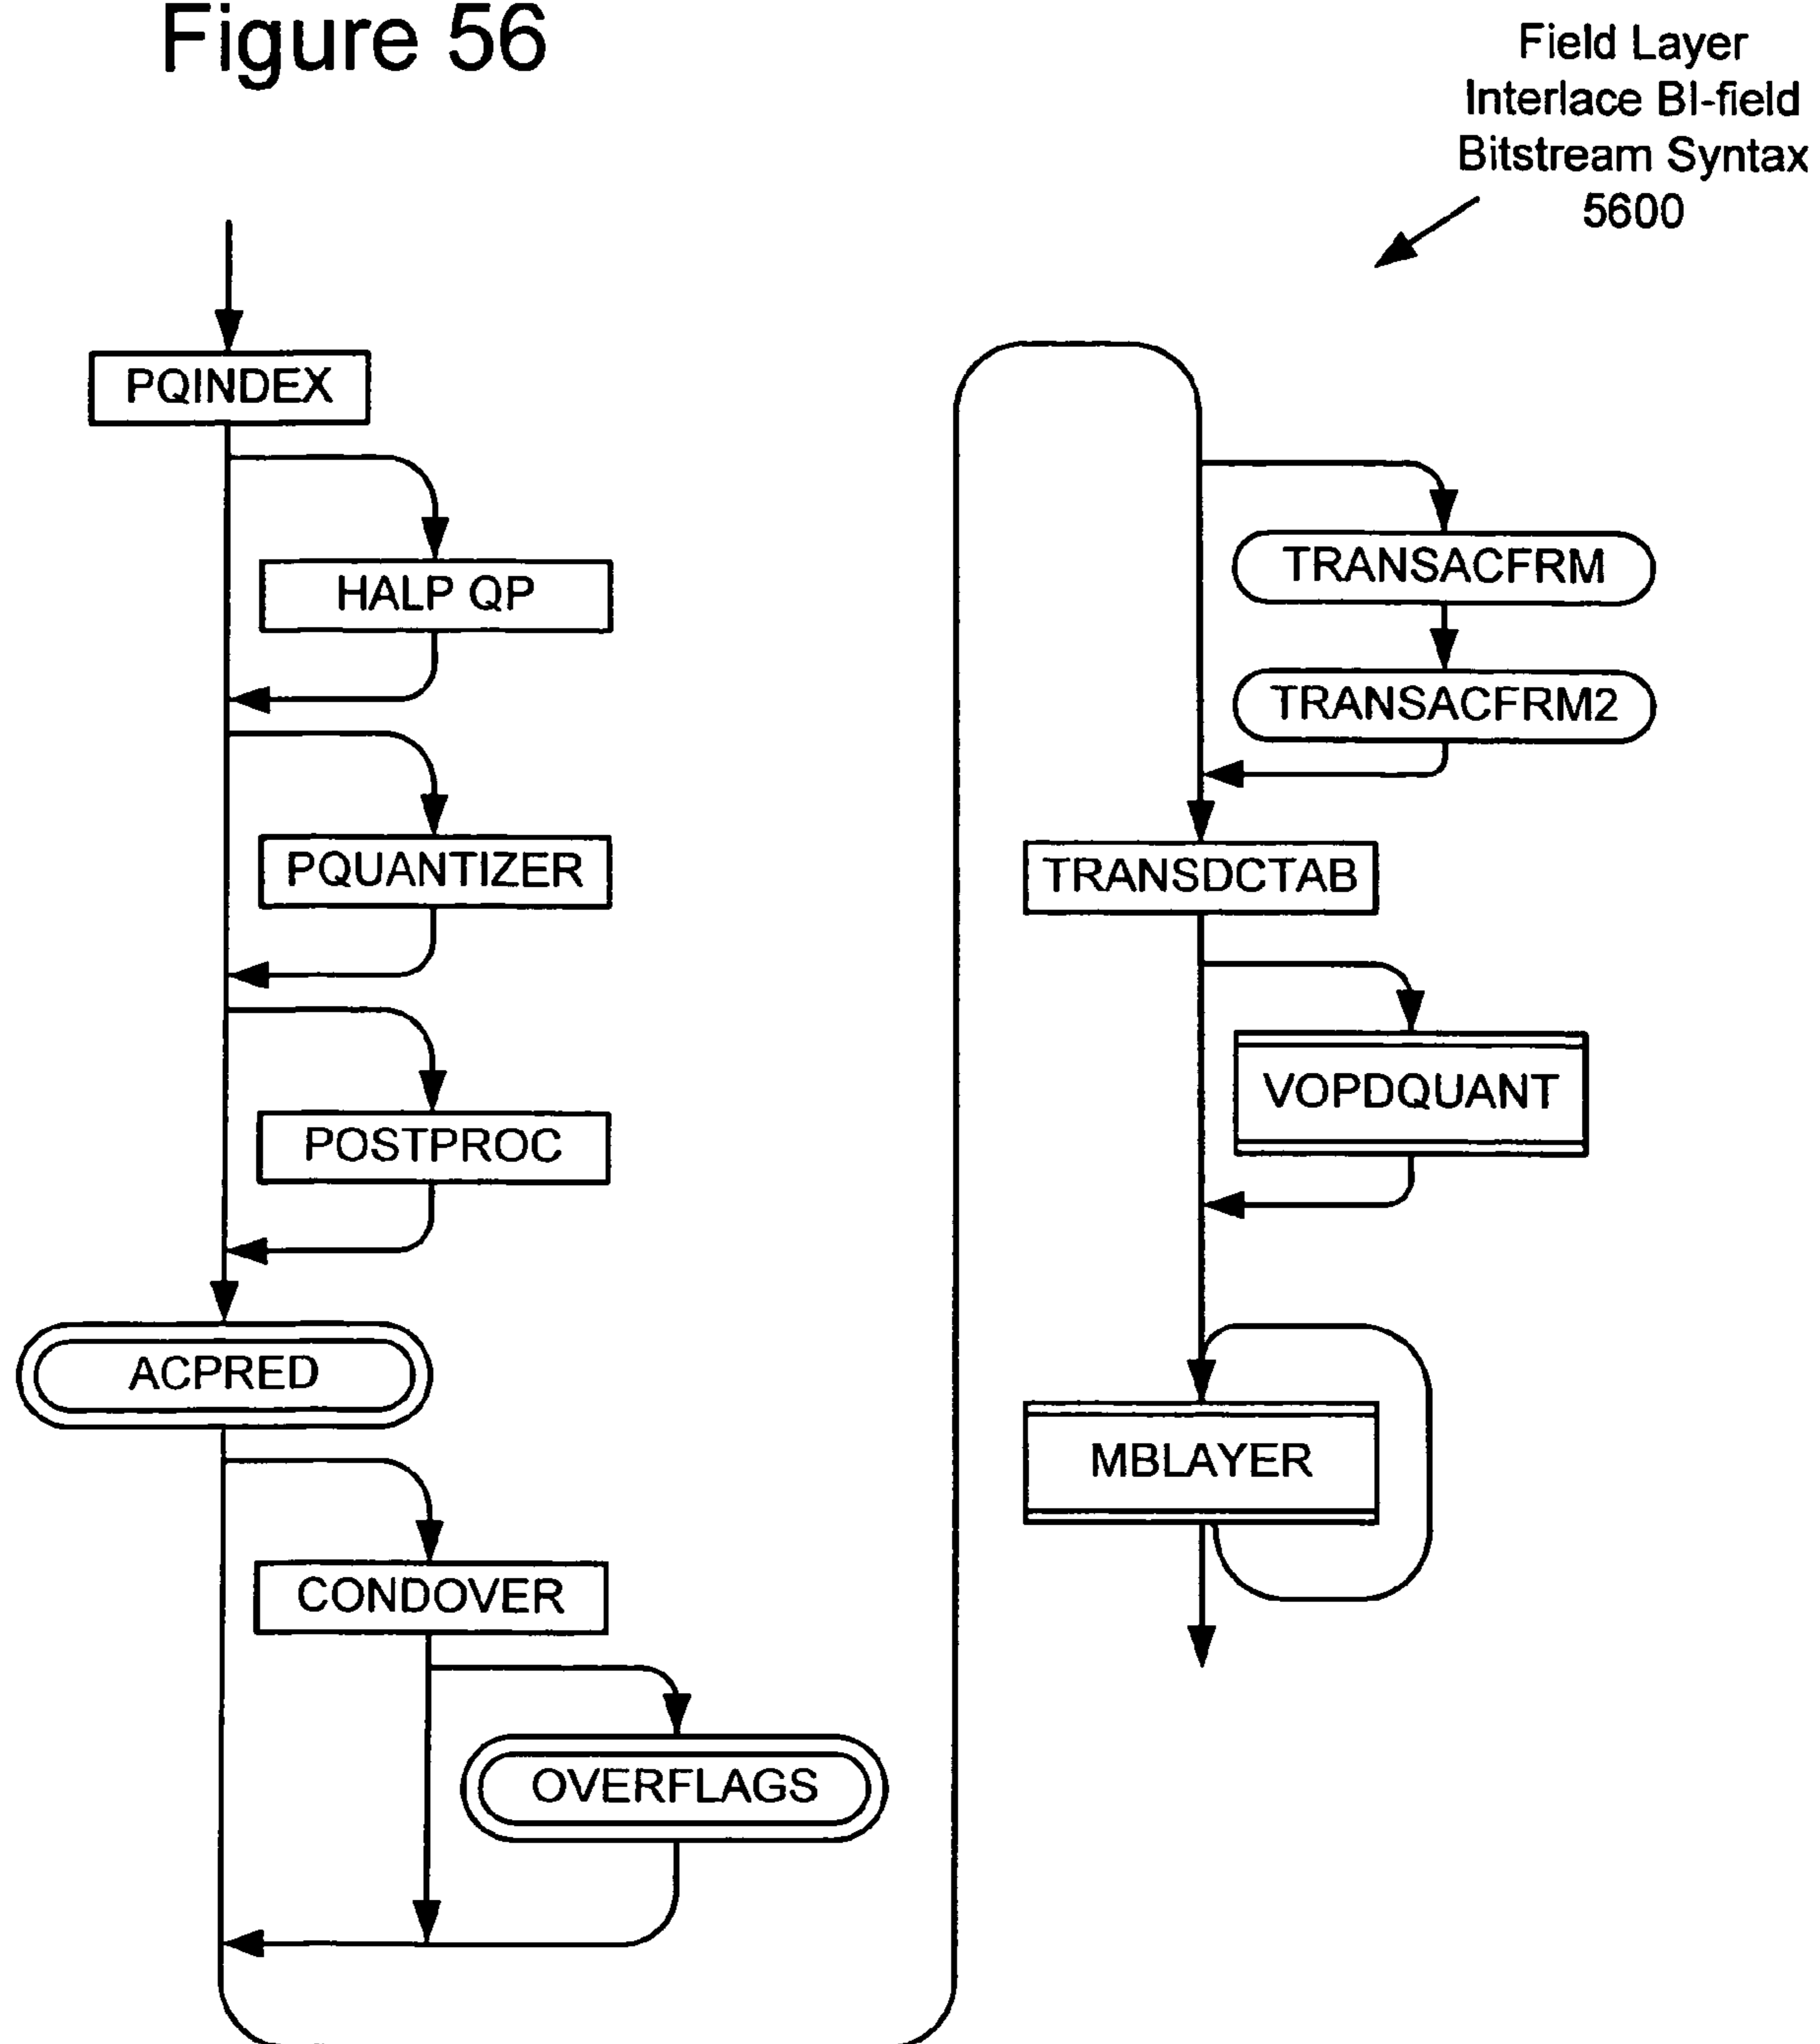 Figure 56
Field Layer
Interlace BI-field
Bitstream Syntax
5600
PQINDEX
HALP QP
PQUANTIZER
POSTPROC
ACPRED
CONDOVER
OVERFLAGS
TRANSACFRM
TRANSACFRM2
TRANSDCTAB
VOPDQUANT
MBLAYER